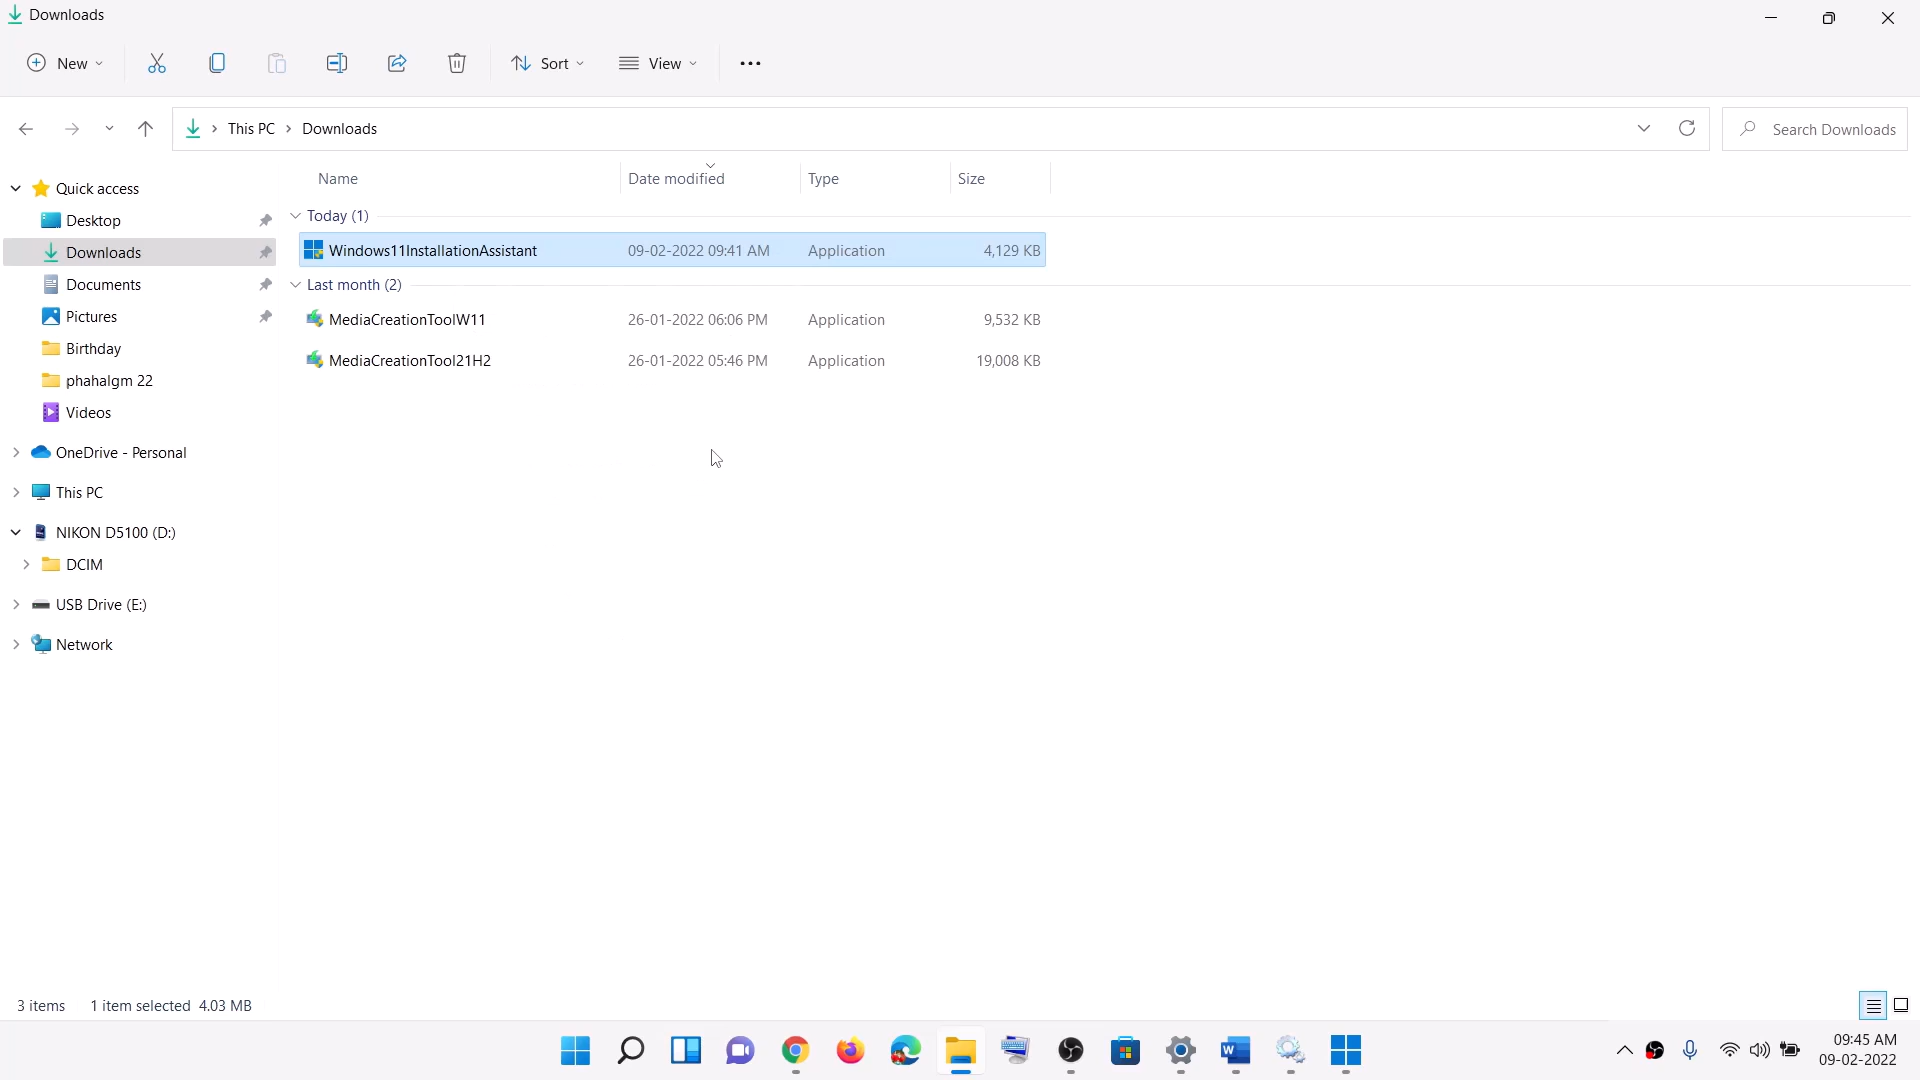 Downloads
New
Sort
View
This PC > Downloads
Search Downloads
Quick access
Desktop
Downloads
Documents
Pictures
Birthday
phahalgm 22
Videos
OneDrive - Personal
This PC
NIKON D5100 (D:)
DCIM
USB Drive (E:)
Network
Name Date modified Type Size
Today (1)
Windows11InstallationAssistant 09-02-2022 09:41 AM Application 4,129 KB
Last month (2)
MediaCreationToolW11 26-01-2022 06:06 PM Application 9,532 KB
MediaCreationTool21H2 26-01-2022 05:46 PM Application 19,008 KB
3 items 1 item selected 4.03 MB
09:45 AM
09-02-2022